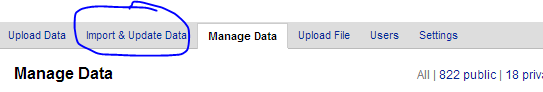 Upload Data Import & Update Data Manage Data Upload File Users Settings
Manage Data All | 822 public | 18 priva